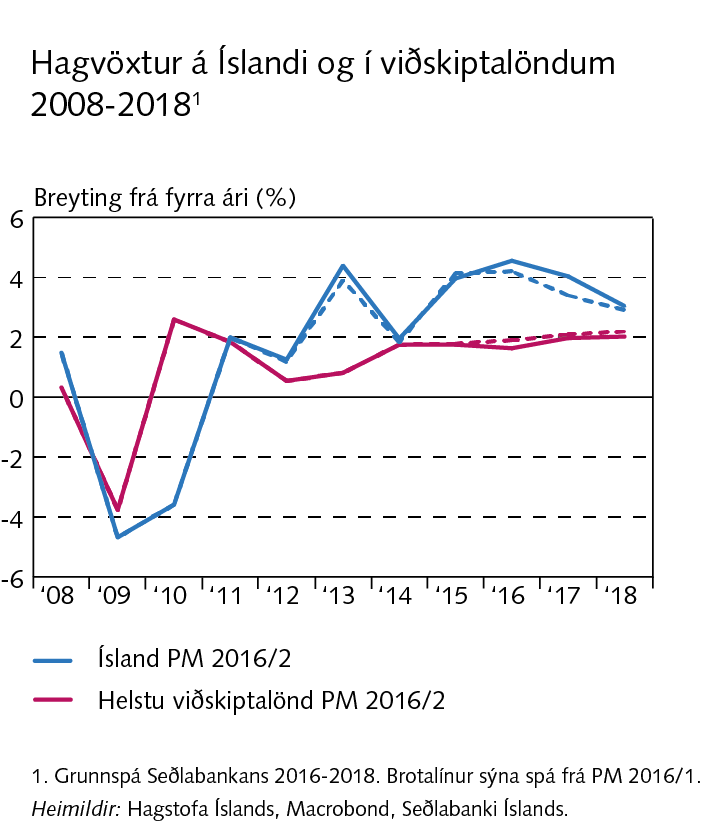 Hagvöxtur á Íslandi og í viðskiptalöndum
2008-2018¹
Breyting frá fyrra ári (%)
6
4
2
0
-2
-4
-6
‘08 ‘09 ‘10 ‘11 ‘12 ‘13 ‘14 ‘15 ‘16 ‘17 ‘18
Ísland PM 2016/2
Helstu viðskiptalönd PM 2016/2
1. Grunnspá Seðlabankans 2016-2018. Brotalínur sýna spá frá PM 2016/1.
Heimildir: Hagstofa Íslands, Macrobond, Seðlabanki Íslands.